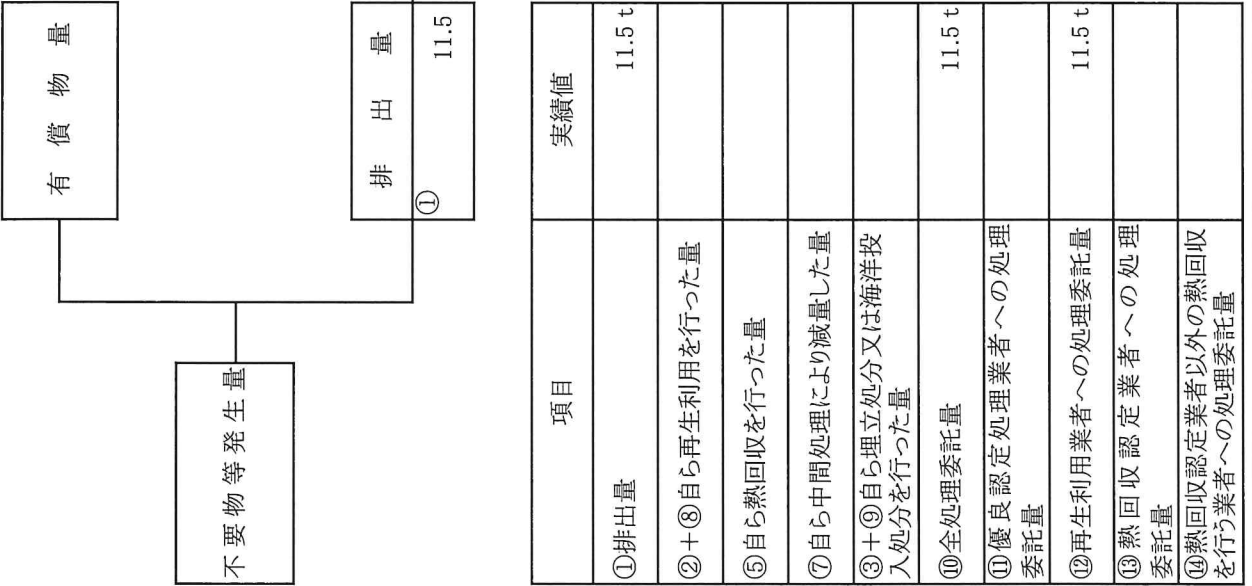 有償物量
排出量
① 11.5
不要物等発生量
項目 実績値
①排出量 11.5 t
②+⑧自ら再生利用を行った量
⑤自ら熱回収を行った量
⑦自ら中間処理により減量した量
③+⑨自ら埋立処分又は海洋投
入処分を行った量
⑩全処理委託量 11.5 t
⑪優良認定処理業者への処理
委託量
⑫再生利用業者への処理委託量 11.5 t
⑬熱回収認定業者への処理
委託量
⑭熱回収認定業者以外の熱回収
を行う業者への処理委託量